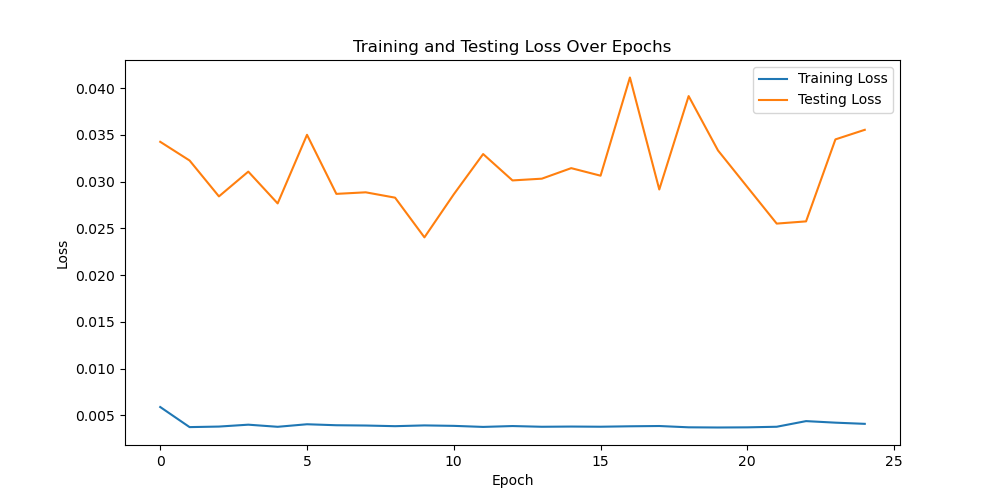 Training and Testing Loss Over Epochs
Training Loss
Testing Loss
0.040
0.035
0.030
0.025
0.020
0.015
0.010
0.005
Loss
0 5 10 15 20 25
Epoch